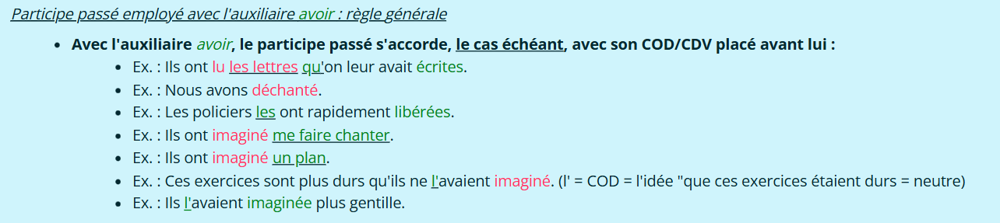 Participe passé employé avec l'auxiliaire avoir : règle générale
• Avec l'auxiliaire avoir, le participe passé s'accorde, le cas échéant, avec son COD/CDV placé avant lui :
• Ex. : Ils ont lu les lettres qu'on leur avait écrites.
• Ex. : Nous avons déchanté.
• Ex. : Les policiers les ont rapidement libérées.
• Ex. : Ils ont imaginé me faire chanter.
• Ex. : Ils ont imaginé un plan.
• Ex. : Ces exercices sont plus durs qu'ils ne l'avaient imaginé. (l' = COD = l'idée "que ces exercices étaient durs = neutre)
• Ex. : Ils l'avaient imaginée plus gentille.